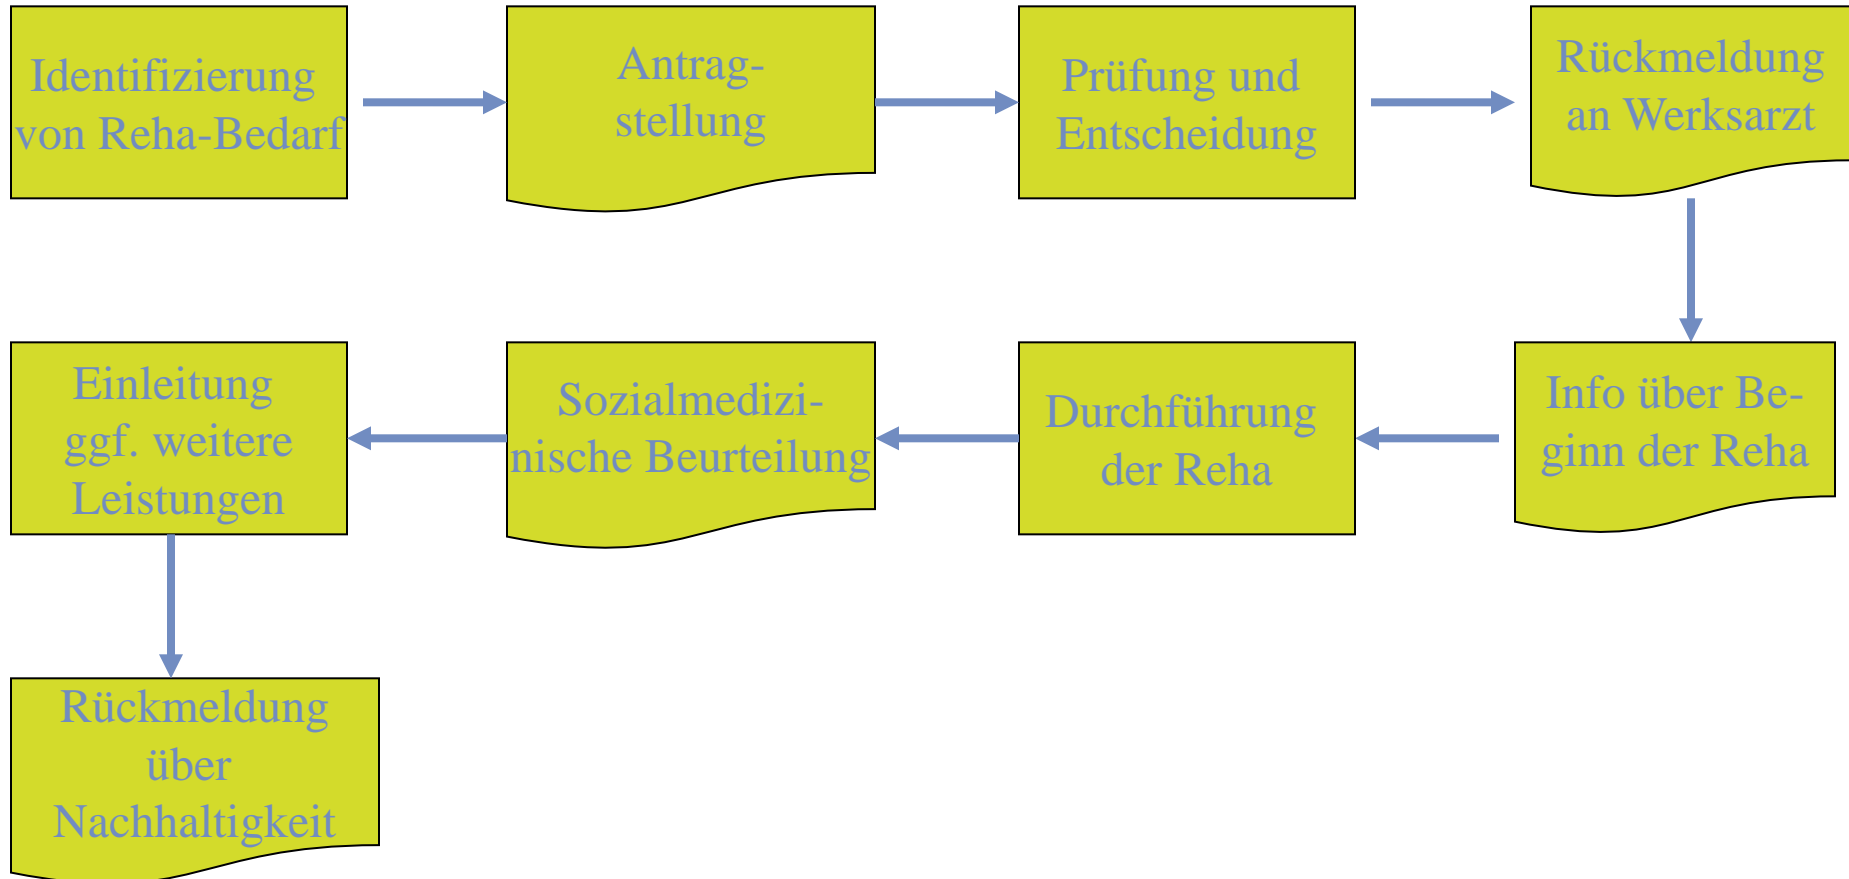 Identifizierung
von Reha-Bedarf
Antrag-
stellung
Prüfung und
Entscheidung
Rückmeldung
an Werksarzt
Info über Be-
ginn der Reha
Durchführung
der Reha
Sozialmedizi-
nische Beurteilung
Einleitung
ggf. weitere
Leistungen
Rückmeldung
über
Nachhaltigkeit